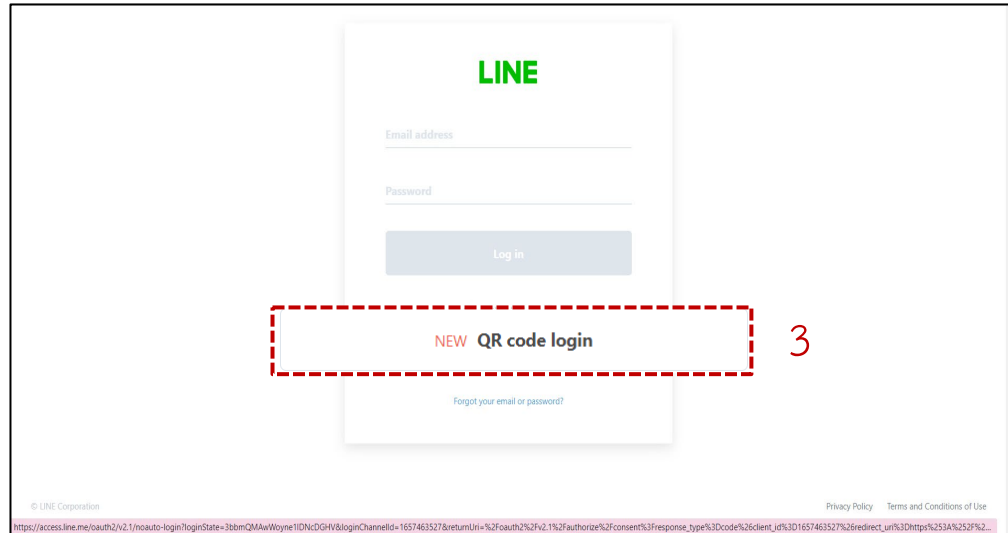 LINE
Email address
Password
Log in
NEW QR code login
3
Forgot your email or password?
© LINE Corporation
Privacy Policy Terms and Conditions of Use
https://access.line.me/oauth2/v2.1/noauto-login?loginState=3bbmQMAwWoyne1lDNcDGHV&loginChannelId=1657463527&returnUri=%2Foauth2%2Fv2.1%2Fauthorize%2Fconsent%3Fresponse_type%3Dcode%26client_id%3D1657463527%26redirect_uri%3Dhttps%253A%252F%2...